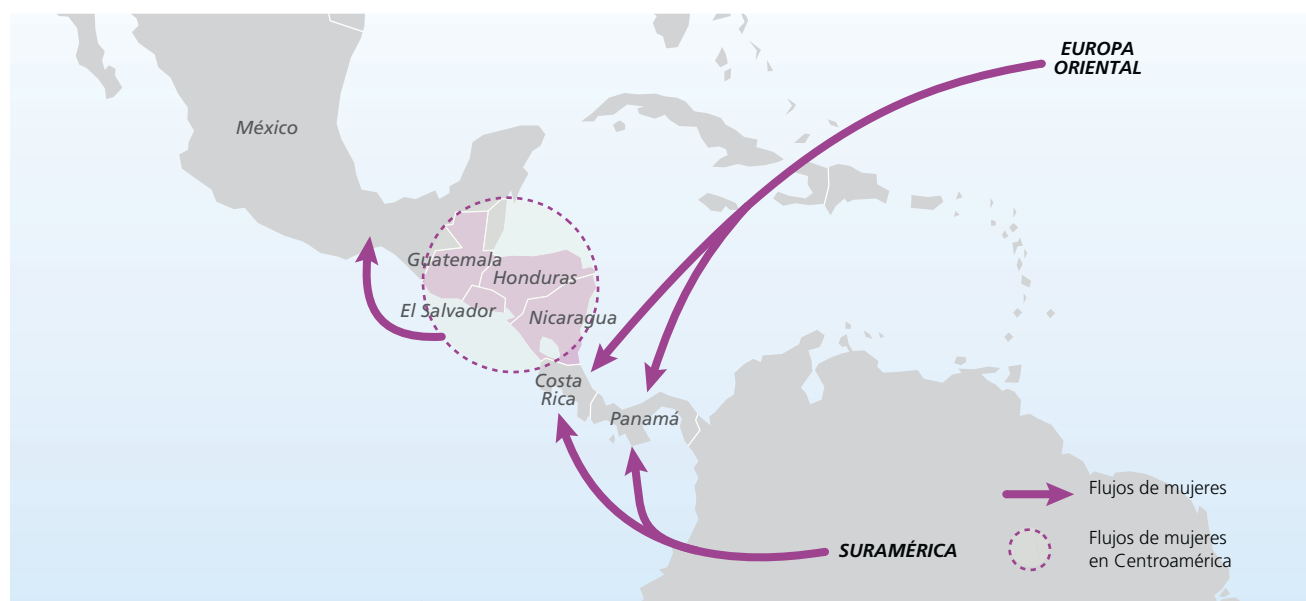 EUROPA
ORIENTAL
México
Guatemala
Honduras
El Salvador
Nicaragua
Costa
Rica
Panamá
Flujos de mujeres
SURAMÉRICA
Flujos de mujeres
en Centroamérica